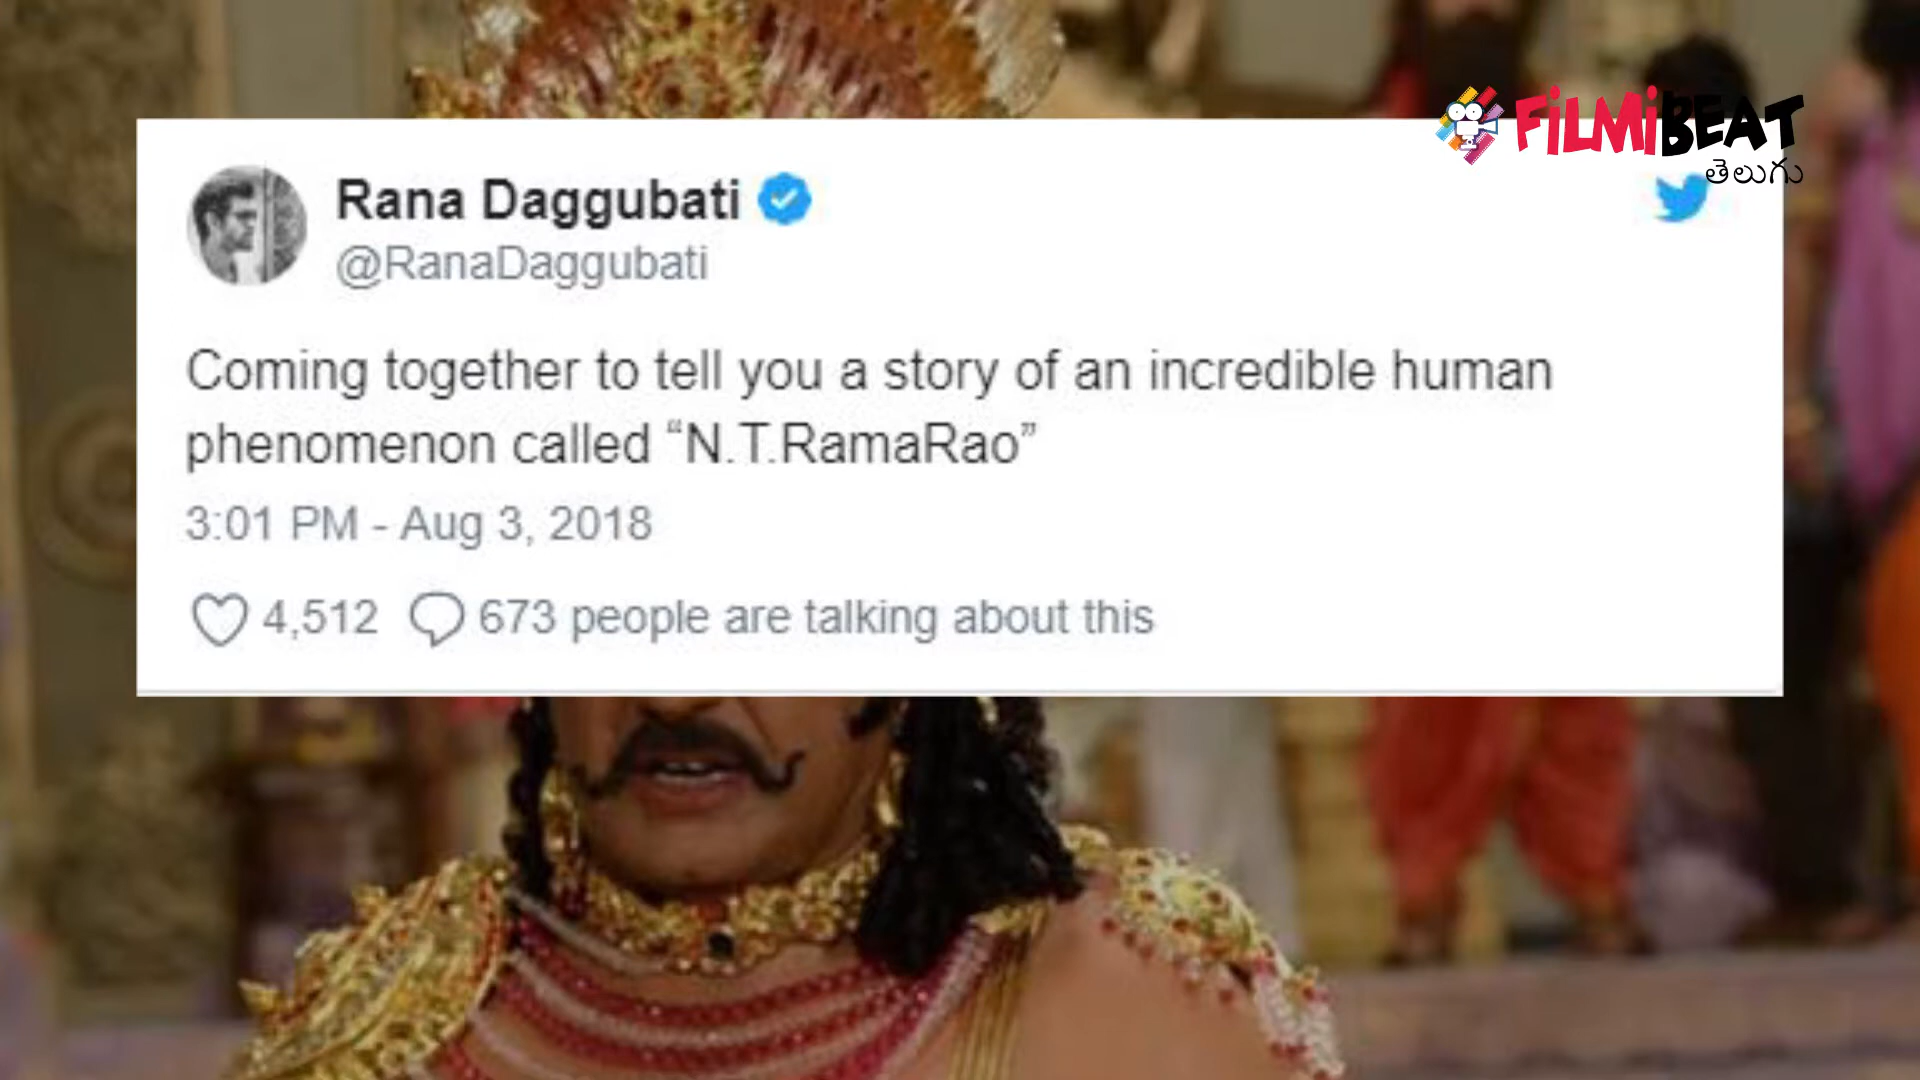 FiLMiBEAT
తెలుగు
Rana Daggubati
@RanaDaggubati
Coming together to tell you a story of an incredible human
phenomenon called “N.T.RamaRao”
3:01 PM - Aug 3, 2018
4,512 673 people are talking about this